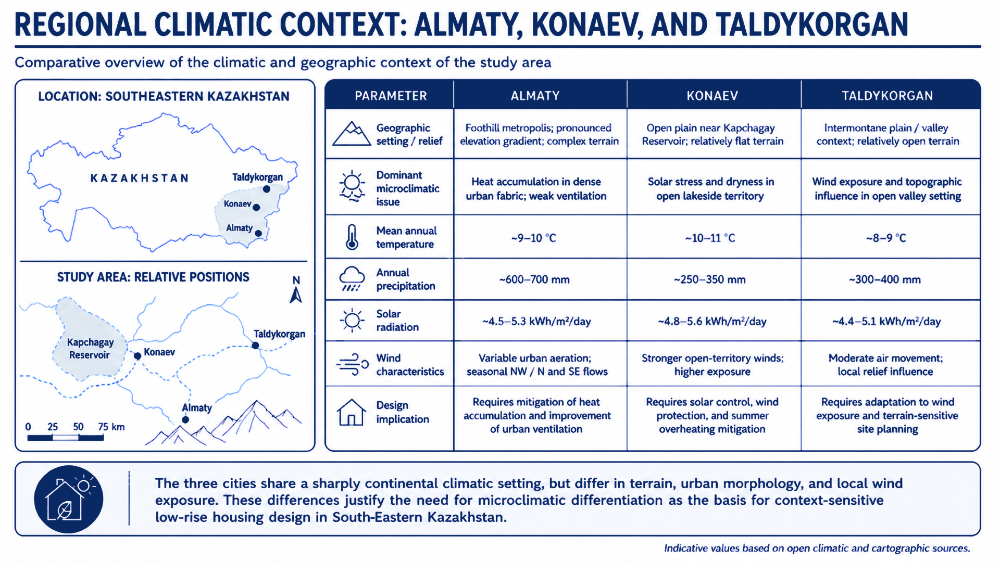 REGIONAL CLIMATIC CONTEXT: ALMATY, KONAEV, AND TALDYKORGAN
Comparative overview of the climatic and geographic context of the study area
LOCATION: SOUTHEASTERN KAZAKHSTAN
KAZAKHSTAN
Taldykorgan
Konaev
Almaty
STUDY AREA: RELATIVE POSITIONS
N
Taldykorgan
Kapchagay
Reservoir
Konaev
Almaty
0 25 50 75 km
PARAMETER ALMATY KONAEV TALDYKORGAN
Geographic
setting / relief
Foothill metropolis; pronounced
elevation gradient; complex terrain
Open plain near Kapchagay
Reservoir; relatively flat terrain
Intermontane plain / valley
context; relatively open terrain
Dominant
microclimatic
issue
Heat accumulation in dense
urban fabric; weak ventilation
Solar stress and dryness in
open lakeside territory
Wind exposure and topographic
influence in open valley setting
Mean annual
temperature
~9–10 °C
~10–11 °C
~8–9 °C
Annual
precipitation
~600–700 mm
~250–350 mm
~300–400 mm
Solar
radiation
~4.5–5.3 kWh/m²/day
~4.8–5.6 kWh/m²/day
~4.4–5.1 kWh/m²/day
Wind
characteristics
Variable urban aeration;
seasonal NW / N and SE flows
Stronger open-territory winds;
higher exposure
Moderate air movement;
local relief influence
Design
implication
Requires mitigation of heat
accumulation and improvement
of urban ventilation
Requires solar control, wind
protection, and summer
overheating mitigation
Requires adaptation to wind
exposure and terrain-sensitive
site planning
The three cities share a sharply continental climatic setting, but differ in terrain, urban morphology, and local wind
exposure. These differences justify the need for microclimatic differentiation as the basis for context-sensitive
low-rise housing design in South-Eastern Kazakhstan.
Indicative values based on open climatic and cartographic sources.